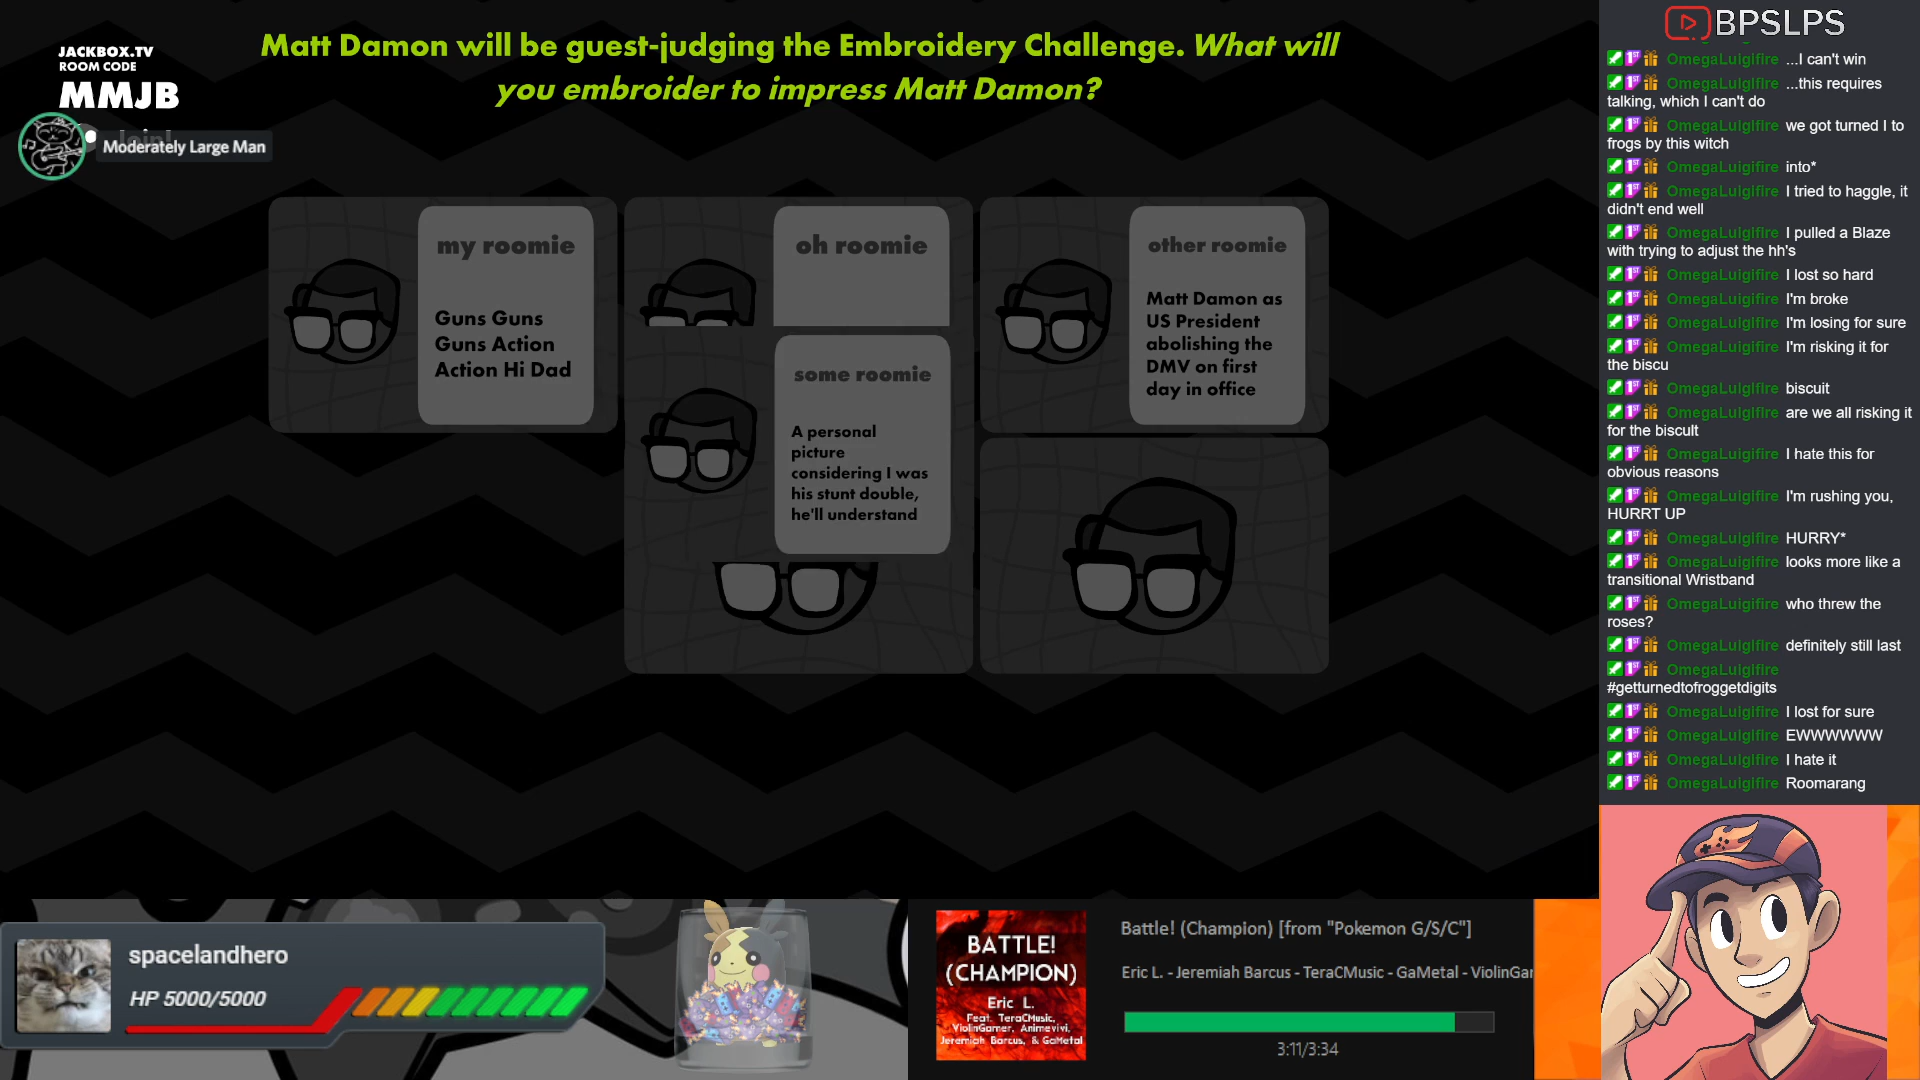 JACKBOX.TV
ROOM CODE
MMJB
Moderately Large Man
Matt Damon will be guest-judging the Embroidery Challenge. What will
you embroider to impress Matt Damon?
my roomie
Guns Guns
Guns Action
Action Hi Dad
oh roomie
other roomie
Matt Damon as
US President
abolishing the
DMV on first
day in office
some roomie
A personal
picture
considering I was
his stunt double,
he'll understand
BPSLPS
OmegaLuigifire ...I can't win
OmegaLuigifire ...this requires
talking, which I can't do
OmegaLuigifire we got turned I to
frogs by this witch
OmegaLuigifire into*
OmegaLuigifire I tried to haggle, it
didn't end well
OmegaLuigifire I pulled a Blaze
with trying to adjust the hh's
OmegaLuigifire I lost so hard
OmegaLuigifire I'm broke
OmegaLuigifire I'm losing for sure
OmegaLuigifire I'm risking it for
the biscu
OmegaLuigifire biscuit
OmegaLuigifire are we all risking it
for the biscult
OmegaLuigifire I hate this for
obvious reasons
OmegaLuigifire I'm rushing you,
HURRT UP
OmegaLuigifire HURRY*
OmegaLuigifire looks more like a
transitional Wristband
OmegaLuigifire who threw the
roses?
OmegaLuigifire definitely still last
OmegaLuigifire
#getturnedtofroggetdigits
OmegaLuigifire I lost for sure
OmegaLuigifire EWWWWWW
OmegaLuigifire I hate it
OmegaLuigifire Roomarang
spacelandhero
HP 5000/5000
BATTLE!
(CHAMPION)
Eric L.
Feat. TeraCMusic,
ViolinGamer, Animevivi,
Jeremiah Barcus, & GaMetal
Battle! (Champion) [from "Pokemon G/S/C"]
Eric L. - Jeremiah Barcus - TeraCMusic - GaMetal - ViolinGar
3:11/3:34